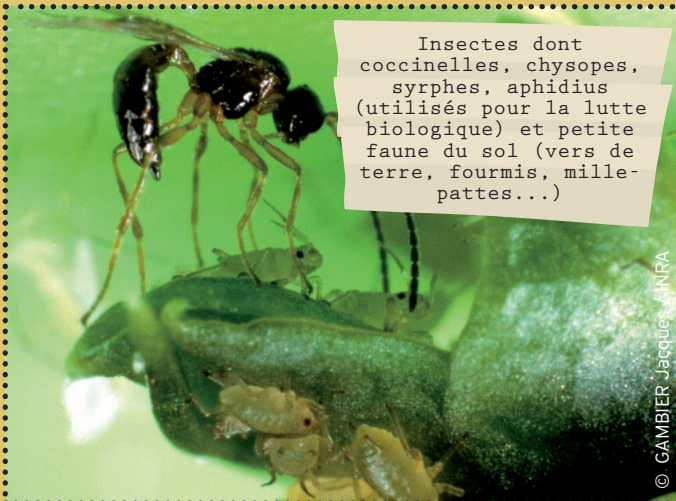 Insectes dont
coccinelles, chysopes,
syrphes, aphidius
(utilisés pour la lutte
biologique) et petite
faune du sol (vers de
terre, fourmis, mille-
pattes...)
© GAMBIER Jacques / INRA